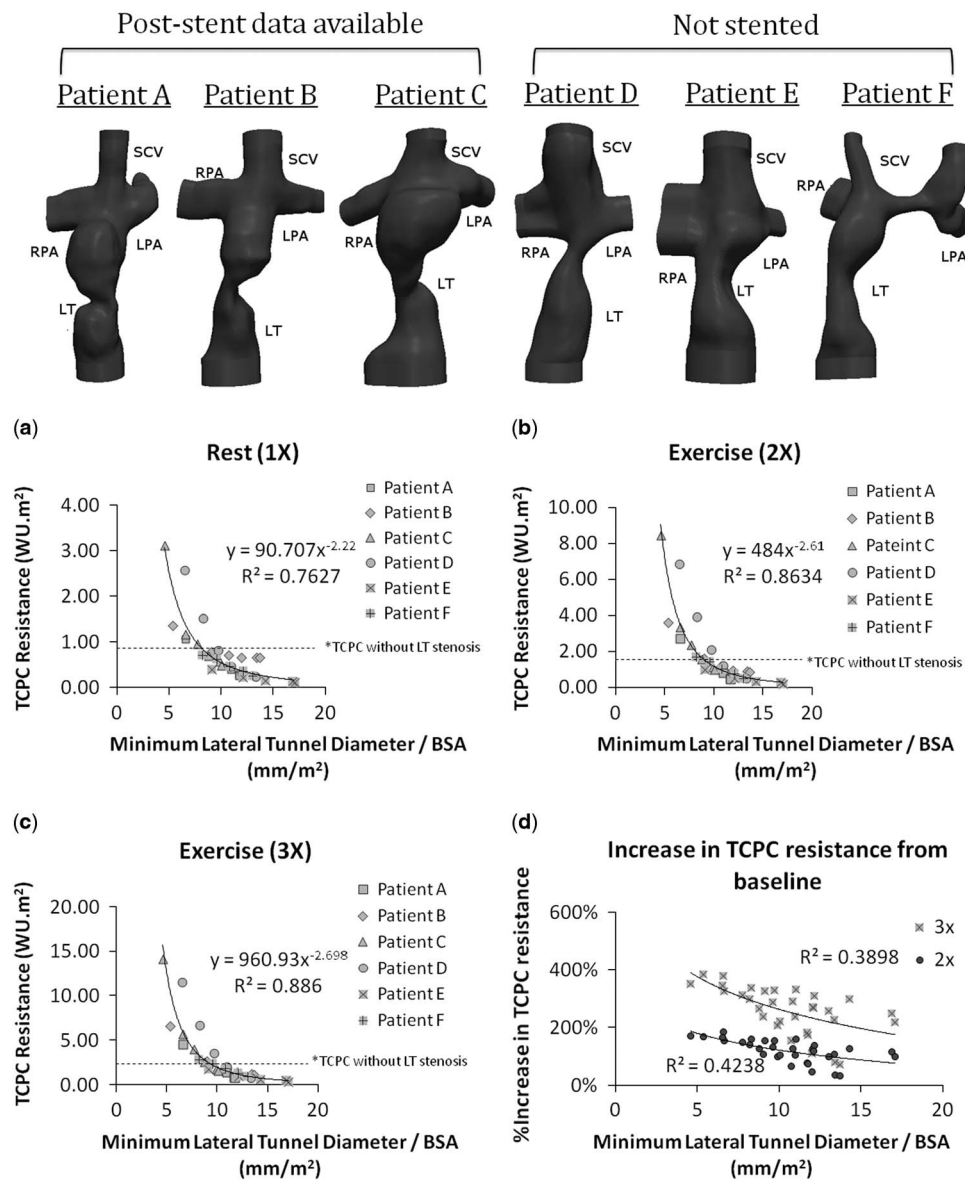 Post-stent data available
Not stented
Patient A
Patient B
Patient C
Patient D
Patient E
Patient F
SCV
RPA
LPA
LT
RPA
SCV
LPA
LT
SCV
RPA
LPA
LT
SCV
RPA
LPA
LT
SCV
RPA
LPA
LT
SCV
RPA
LPA
LT
(a)
Rest (1X)
TCPC Resistance (WU.m²)
4.00
3.00
2.00
1.00
0.00
0 5 10 15 20
y = 90.707x^-2.22
R² = 0.7627
Patient A
Patient B
Patient C
Patient D
Patient E
Patient F
*TCPC without LT stenosis
Minimum Lateral Tunnel Diameter / BSA
(mm/m²)
(b)
Exercise (2X)
TCPC Resistance (WU.m²)
10.00
8.00
6.00
4.00
2.00
0.00
0 5 10 15 20
y = 484x^-2.61
R² = 0.8634
Patient A
Patient B
Pateint C
Patient D
Patient E
Patient F
*TCPC without LT stenosis
Minimum Lateral Tunnel Diameter / BSA
(mm/m²)
(c)
Exercise (3X)
TCPC Resistance (WU.m²)
20.00
15.00
10.00
5.00
0.00
0 5 10 15 20
y = 960.93x^-2.698
R² = 0.886
Patient A
Patient B
Patient C
Patient D
Patient E
Patient F
*TCPC without LT stenosis
Minimum Lateral Tunnel Diameter / BSA
(mm/m²)
(d)
Increase in TCPC resistance from
baseline
%Increase in TCPC resistance
600%
400%
200%
0%
0 5 10 15 20
R² = 0.3898
R² = 0.4238
3x
2x
Minimum Lateral Tunnel Diameter / BSA
(mm/m²)